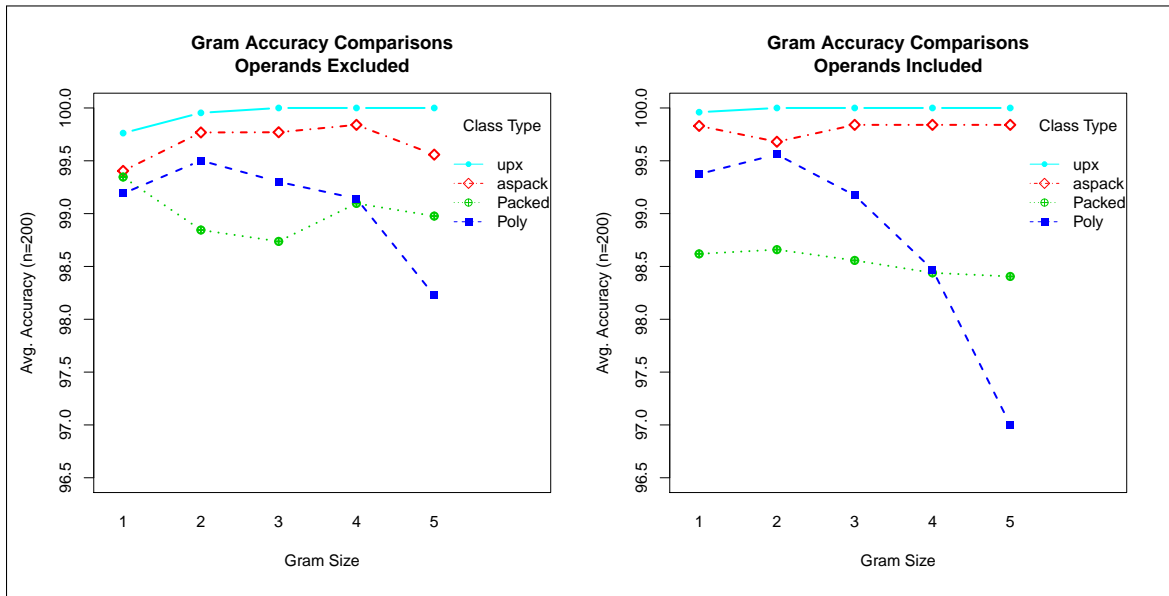 Gram Accuracy Comparisons
Operands Excluded
Avg. Accuracy (n=200)
100.0
99.5
99.0
98.5
98.0
97.5
97.0
96.5
Class Type
upx
aspack
Packed
Poly
1 2 3 4 5
Gram Size
Gram Accuracy Comparisons
Operands Included
Avg. Accuracy (n=200)
100.0
99.5
99.0
98.5
98.0
97.5
97.0
96.5
Class Type
upx
aspack
Packed
Poly
1 2 3 4 5
Gram Size